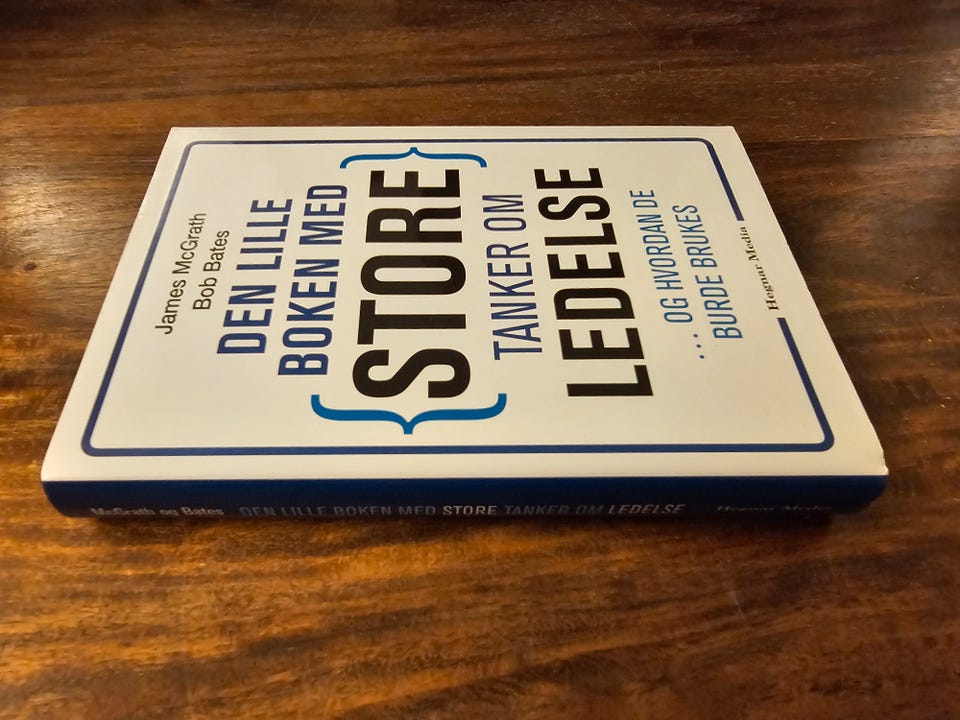 James McGrath
Bob Bates
DEN LILLE
BOKEN MED
{STORE}
TANKER OM
LEDELSE
... OG HVORDAN DE
BURDE BRUKES
Hegnar Media
McGrath og Bates DEN LILLE BOKEN MED STORE TANKER OM LEDELSE Hegnar Media